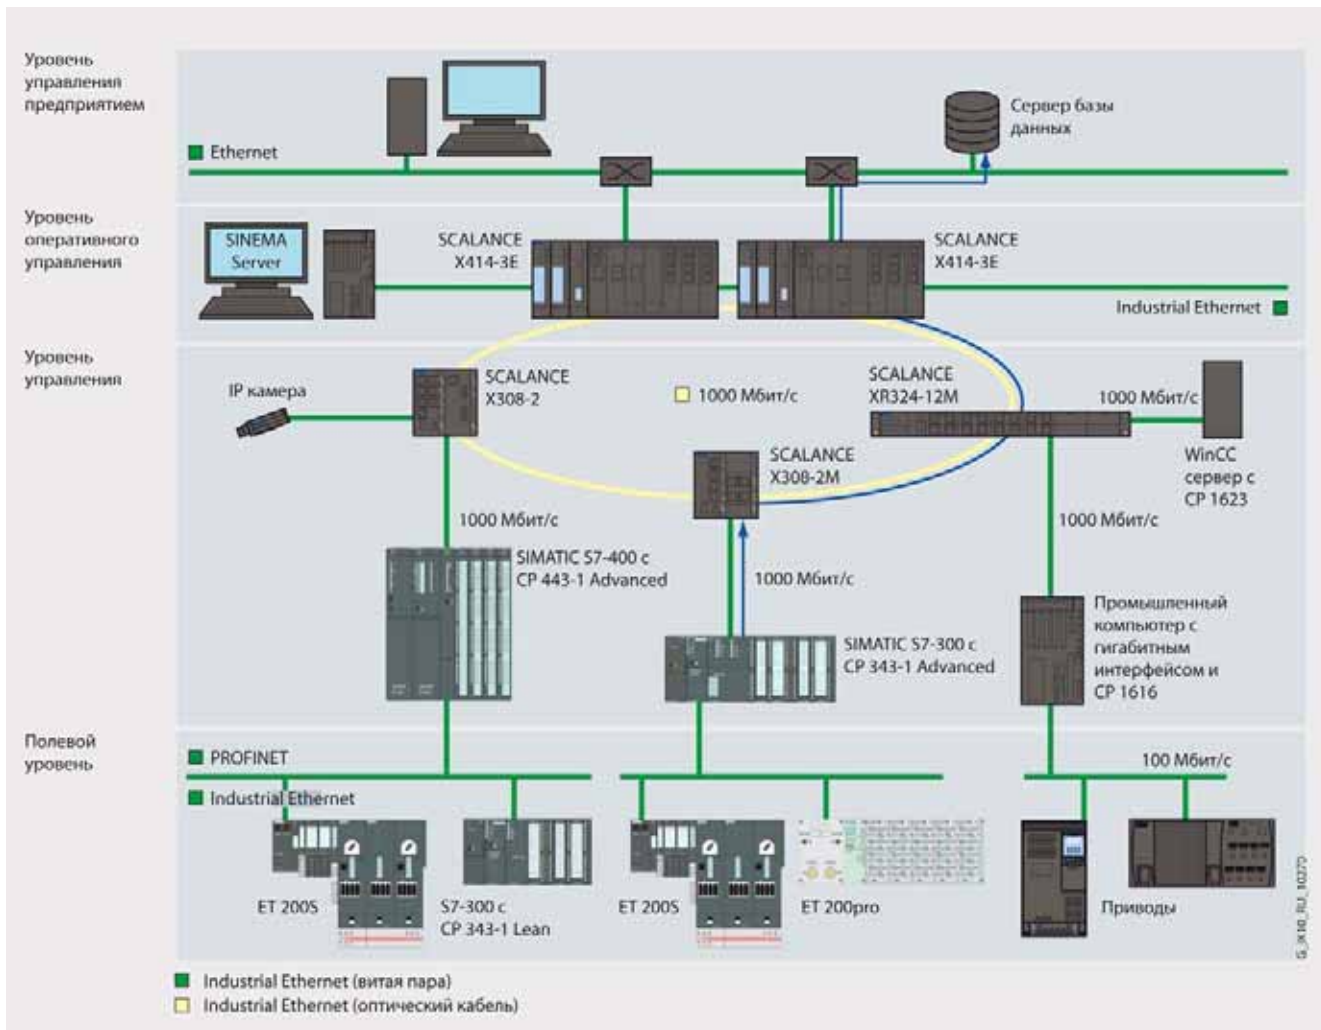 Уровень
управления
предприятием
Ethernet
Сервер базы
данных
Уровень
оперативного
управления
SINEMA
Server
SCALANCE
X414-3E
SCALANCE
X414-3E
Industrial Ethernet
Уровень
управления
IP камера
SCALANCE
X308-2
1000 Мбит/с
SCALANCE
XR324-12M
1000 Мбит/с
WinCC
сервер с
CP 1623
SCALANCE
X308-2M
1000 Мбит/с
1000 Мбит/с
SIMATIC S7-400 с
CP 443-1 Advanced
1000 Мбит/с
SIMATIC S7-300 с
CP 343-1 Advanced
Промышленный
компьютер с
гигабитным
интерфейсом и
CP 1616
Полевой
уровень
PROFINET
Industrial Ethernet
100 Мбит/с
ET 200S
S7-300 с
CP 343-1 Lean
ET 200S
ET 200pro
Приводы
G_IK10_RU_10270
Industrial Ethernet (витая пара)
Industrial Ethernet (оптический кабель)